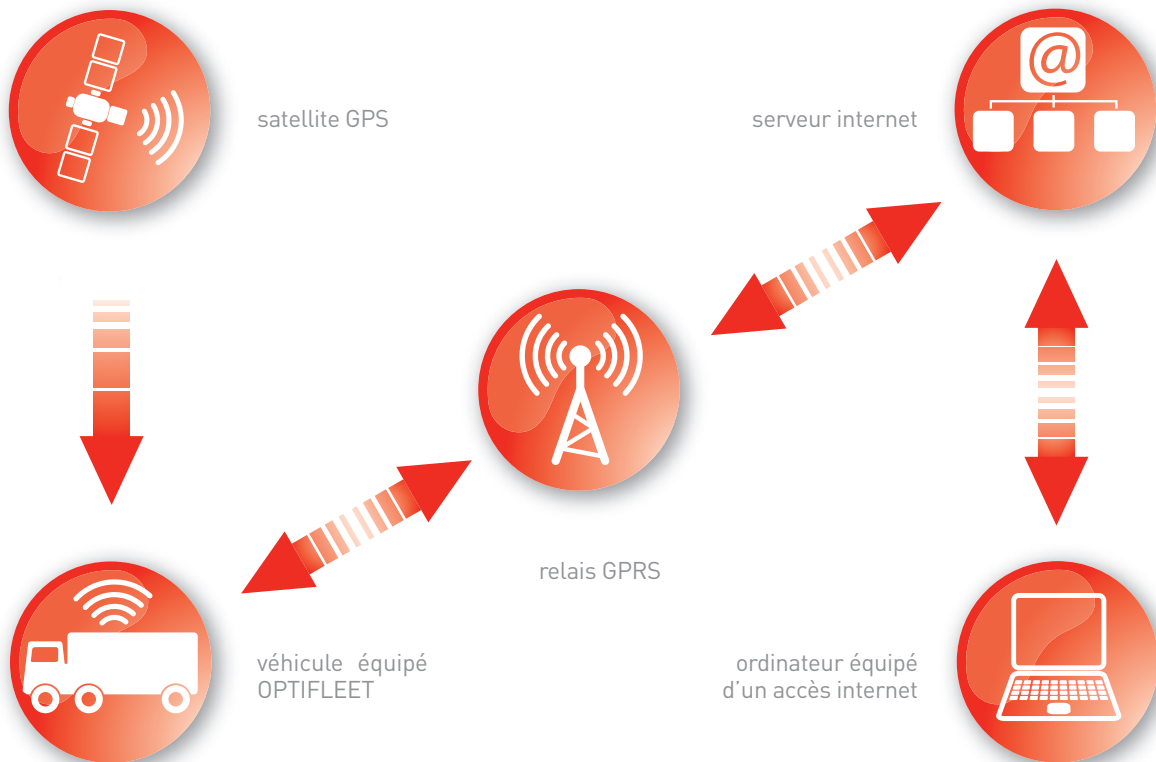 satellite GPS
serveur internet
@
relais GPRS
véhicule équipé
OPTIFLEET
ordinateur équipé
d'un accès internet